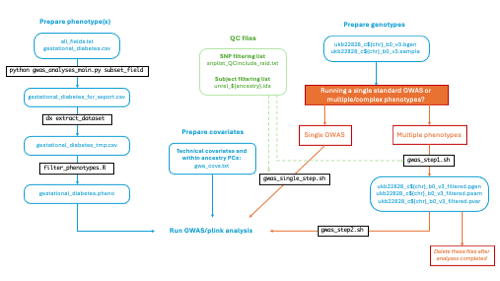 Prepare phenotype(s)
all_fields.txt
gestational_diabetes.csv
python gwas_analyses_main.py subset_field
gestational_diabetes_for_export.csv
dx extract_dataset
gestational_diabetes_tmp.csv
filter_phenotypes.R
gestational_diabetes.pheno
QC files
SNP filtering list
snplist_QCinclude_rsid.txt
Subject filtering list
unrel_${ancestry}.ids
Prepare covariates
Technical covariates and
within ancestry PCs:
gwa_covs.txt
Run GWAS/plink analysis
Prepare genotypes
ukb22828_c${chr}_b0_v3.bgen
ukb22828_c${chr}_b0_v3.sample
Running a single standard GWAS or
multiple/complex phenotypes?
Single GWAS
Multiple phenotypes
gwas_single_step.sh
gwas_step1.sh
ukb22828_c${chr}_b0_v3_filtered.pgen
ukb22828_c${chr}_b0_v3_filtered.psam
ukb22828_c${chr}_b0_v3_filtered.pvar
gwas_step2.sh
Delete these files after
analyses completed